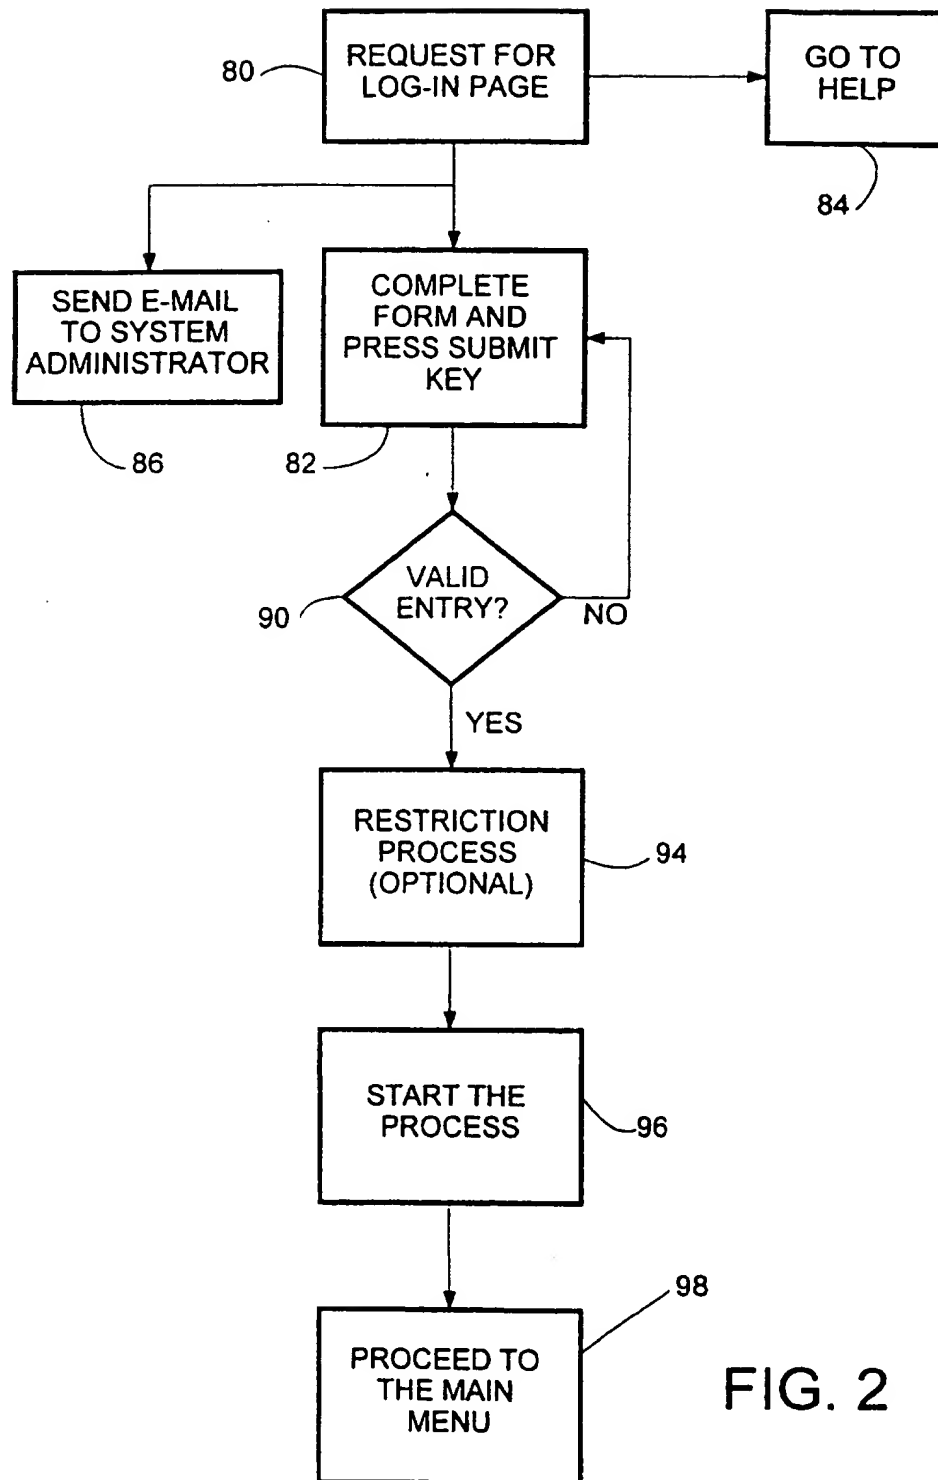 80
REQUEST FOR
LOG-IN PAGE
GO TO
HELP
84
SEND E-MAIL
TO SYSTEM
ADMINISTRATOR
86
COMPLETE
FORM AND
PRESS SUBMIT
KEY
82
VALID
ENTRY?
90
NO
YES
RESTRICTION
PROCESS
(OPTIONAL)
94
START THE
PROCESS
96
PROCEED TO
THE MAIN
MENU
98
FIG. 2